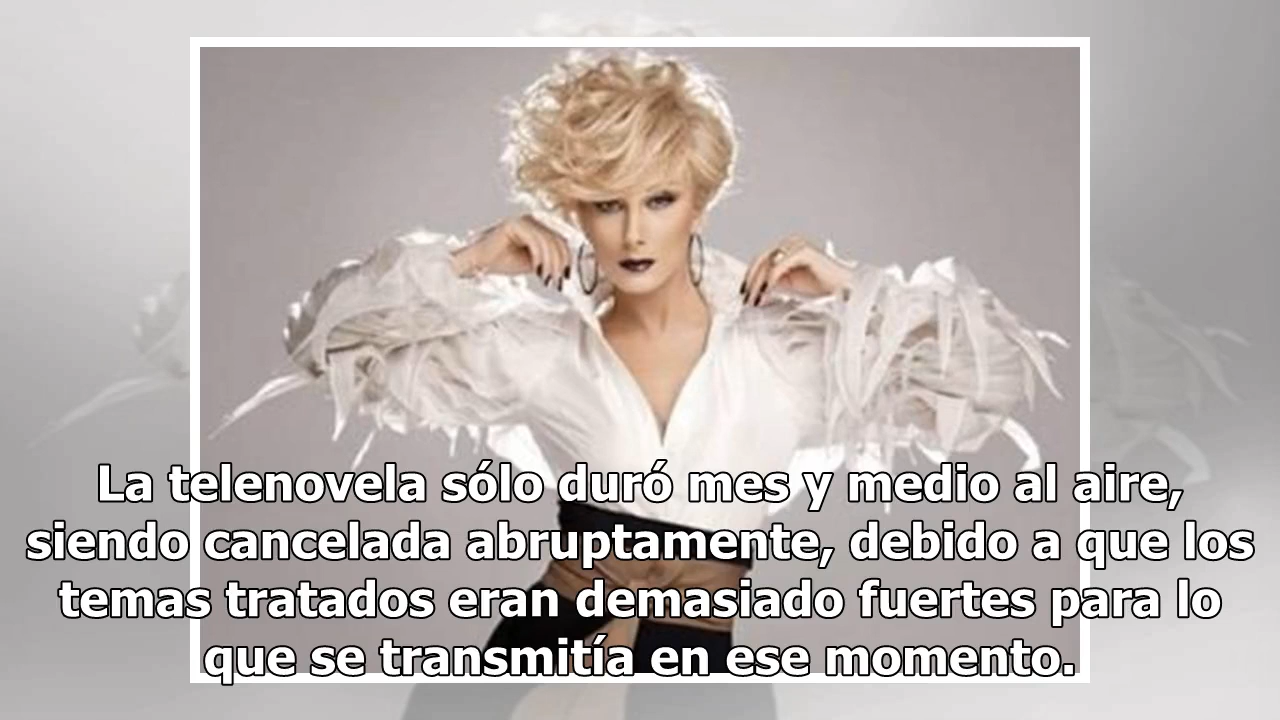 La telenovela sólo duró mes y medio al aire,
siendo cancelada abruptamente, debido a que los
temas tratados eran demasiado fuertes para lo
que se transmitía en ese momento.